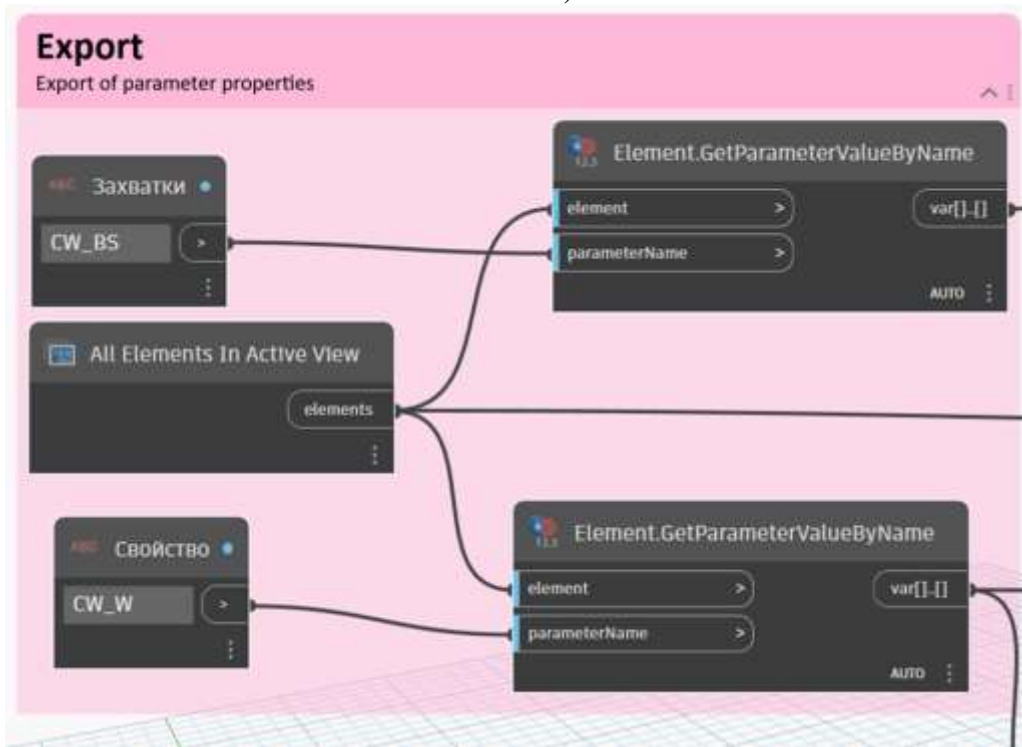 Export
Export of parameter properties
Element.GetParameterValueByName
element >
var[]..[]
parameterName >
AUTO
Захватки
CW_BS >
All Elements In Active View
elements
Element.GetParameterValueByName
element >
var[]..[]
parameterName >
AUTO
Свойство
CW_W >